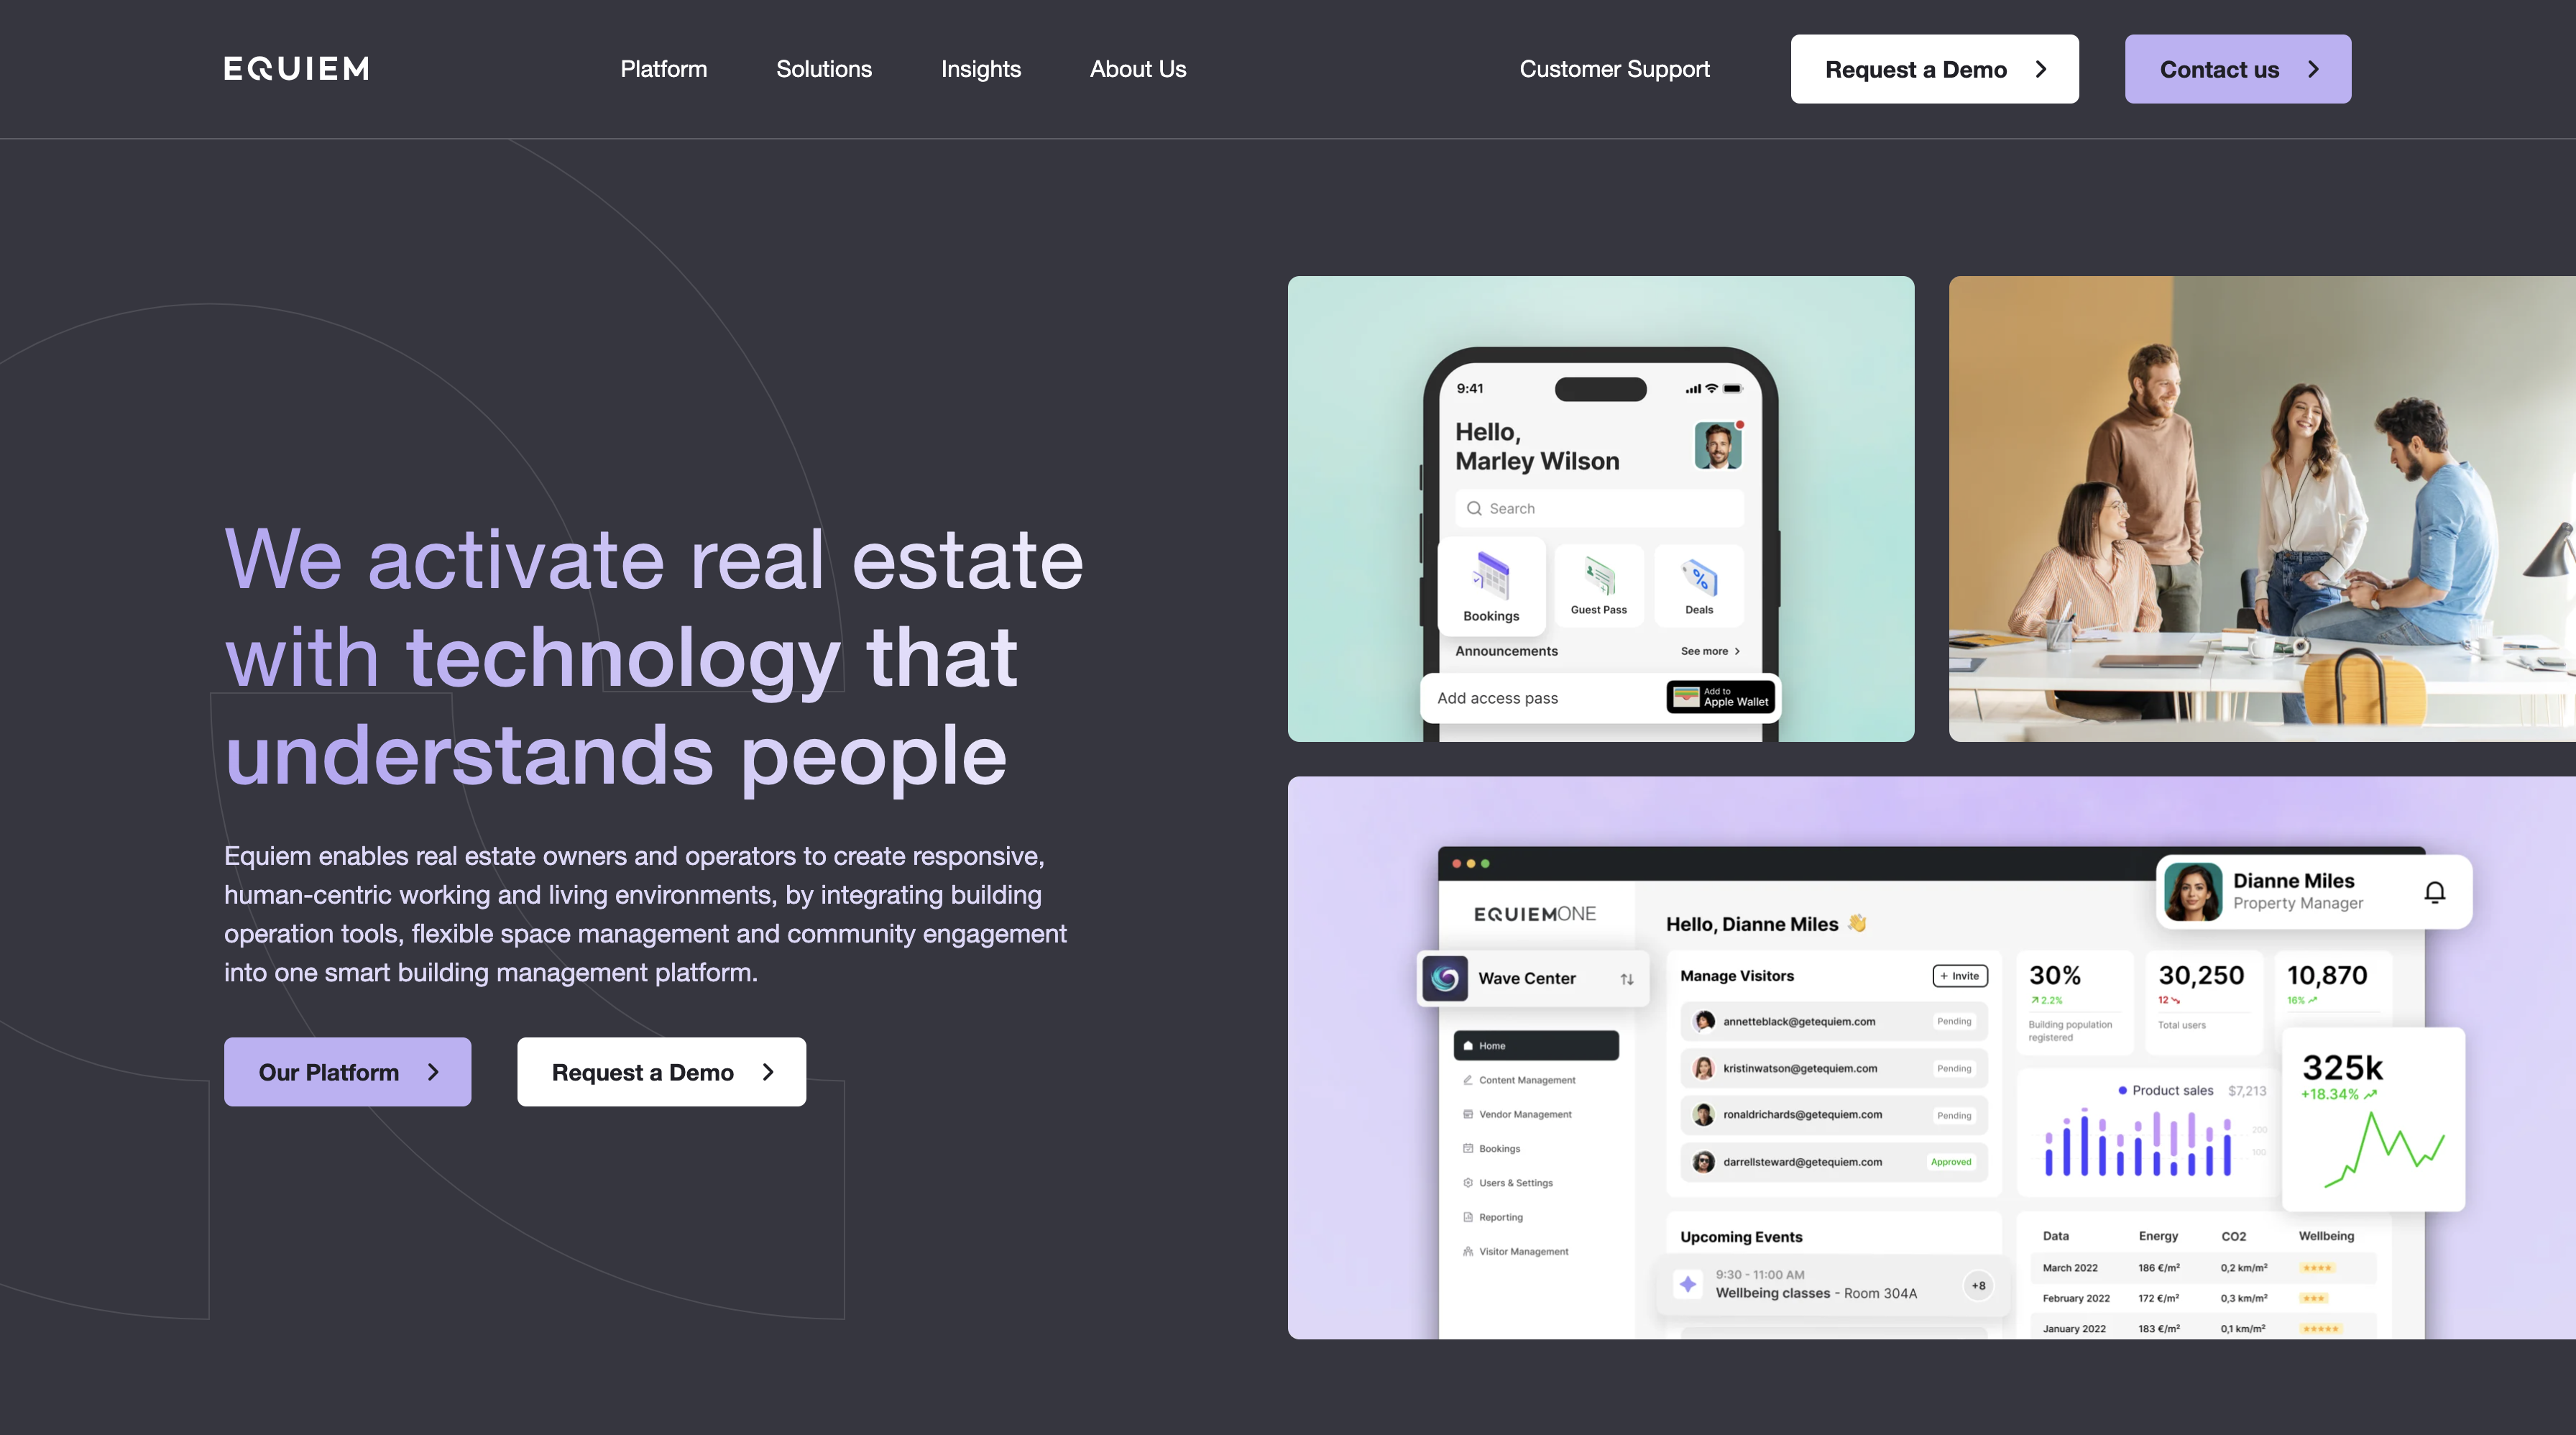 EQUIEM
Platform
Solutions
Insights
About Us
Customer Support
Request a Demo
Contact us
We activate real estate
with technology that
understands people
Equiem enables real estate owners and operators to create responsive,
human-centric working and living environments, by integrating building
operation tools, flexible space management and community engagement
into one smart building management platform.
Our Platform
Request a Demo
9:41
Hello,
Marley Wilson
Search
Bookings
Guest Pass
Deals
Announcements
See more
Add access pass
Add to
Apple Wallet
EQUIEMONE
Wave Center
Home
Content Management
Vendor Management
Bookings
Users & Settings
Reporting
Visitor Management
Hello, Dianne Miles 👋
Dianne Miles
Property Manager
Manage Visitors
+ Invite
annetteblack@getequiem.com
Pending
kristinwatson@getequiem.com
Pending
ronaldrichards@getequiem.com
Pending
darrellsteward@getequiem.com
Approved
30%
2.2%
Building population
registered
30,250
12
Total users
10,870
16%
325k
+18.34%
Product sales
$7,213
200
100
Upcoming Events
9:30 - 11:00 AM
Wellbeing classes - Room 304A
+8
Data Energy CO2 Wellbeing
March 2022 186 €/m² 0,2 km/m²
February 2022 172 €/m² 0,3 km/m²
January 2022 183 €/m² 0,1 km/m²